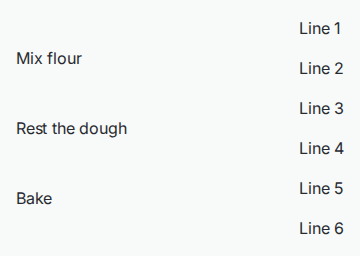 Mix flour
Rest the dough
Bake
Line 1
Line 2
Line 3
Line 4
Line 5
Line 6